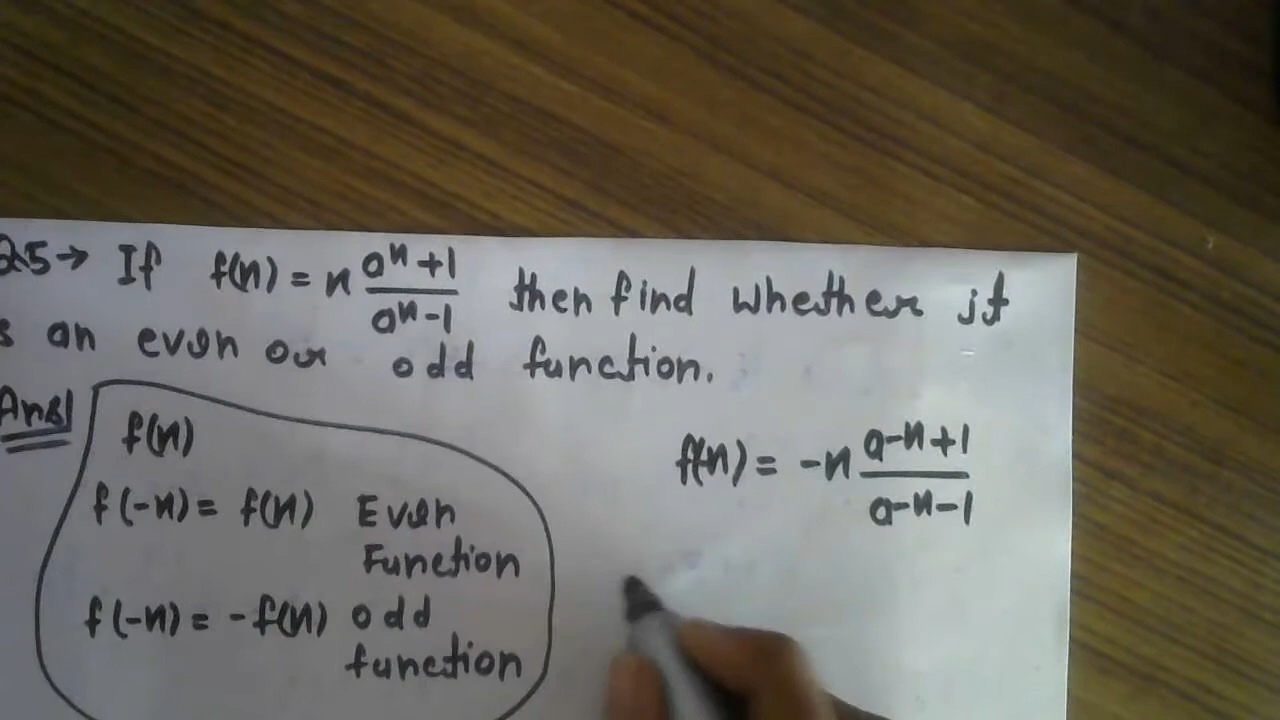 25→ If f(n) = n aⁿ+1 / aⁿ-1 then find whether it
s an even or odd function.
Ans|
f(n)
f(-n) = f(n) Even
Function
f(-n) = -f(n) odd
function
f(n) = -n a-n+1 / a-n-1